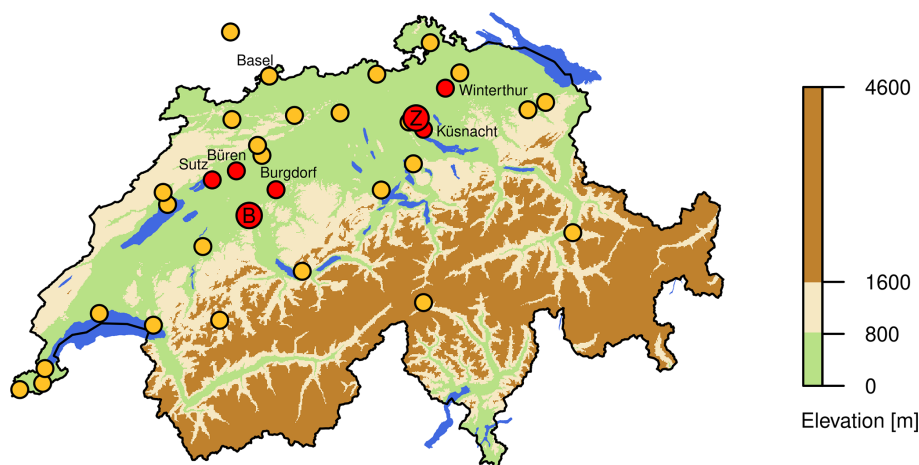 Basel
Winterthur
Z
Küsnacht
Büren
Sutz
Burgdorf
B
4600
1600
800
0
Elevation [m]